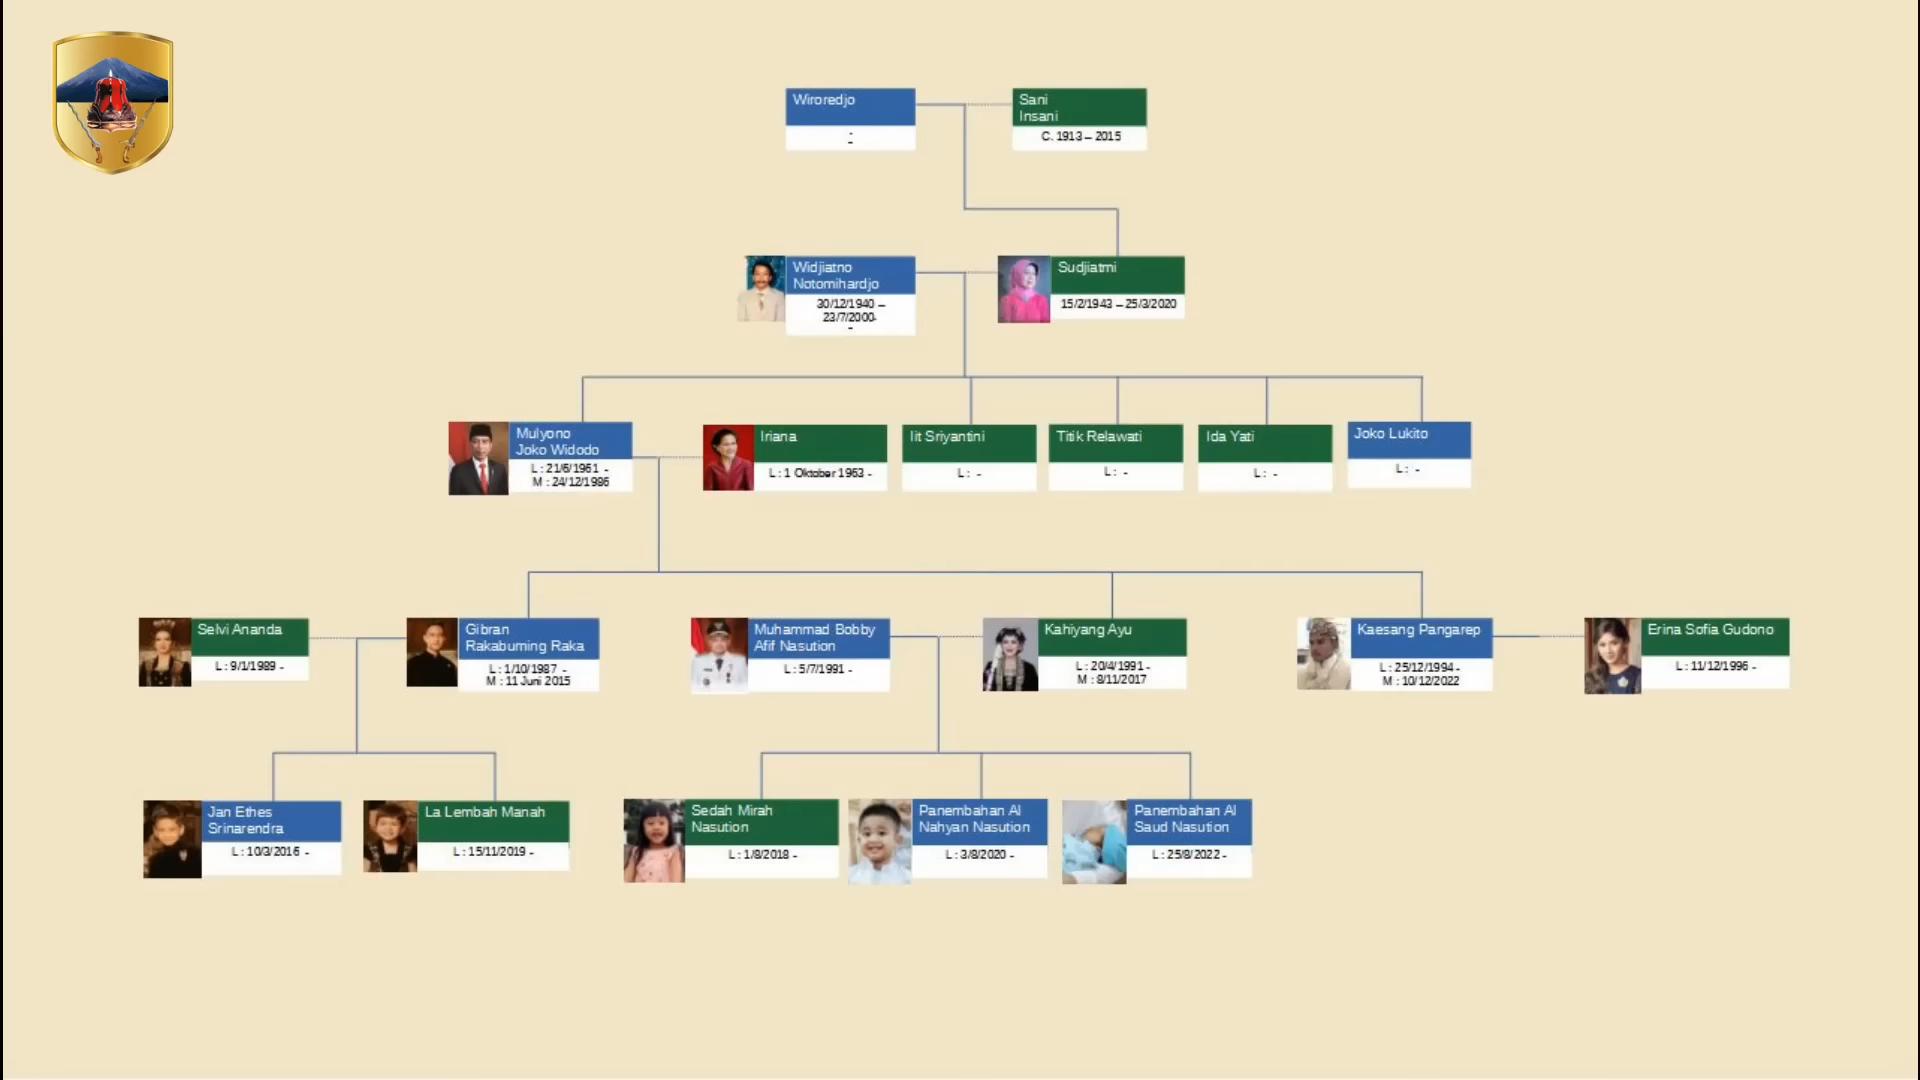 Wiroredjo
-
-
Sani
Insani
C. 1913 – 2015
Widjiatno
Notomihardjo
30/12/1940 –
23/7/2000-
-
Sudjiatmi
15/2/1943 – 25/3/2020
Mulyono
Joko Widodo
L : 21/6/1961 -
M : 24/12/1986
Iriana
L : 1 Oktober 1963 -
Iit Sriyantini
L : -
Titik Relawati
L : -
Ida Yati
L : -
Joko Lukito
L : -
Selvi Ananda
L : 9/1/1989 -
Gibran
Rakabuming Raka
L : 1/10/1987 -
M : 11 Juni 2015
Muhammad Bobby
Afif Nasution
L : 5/7/1991 -
Kahiyang Ayu
L : 20/4/1991 -
M : 8/11/2017
Kaesang Pangarep
L : 25/12/1994 -
M : 10/12/2022
Erina Sofia Gudono
L : 11/12/1996 -
Jan Ethes
Srinarendra
L : 10/3/2016 -
La Lembah Manah
L : 15/11/2019 -
Sedah Mirah
Nasution
L : 1/8/2018 -
Panembahan Al
Nahyan Nasution
L : 3/8/2020 -
Panembahan Al
Saud Nasution
L : 25/8/2022 -